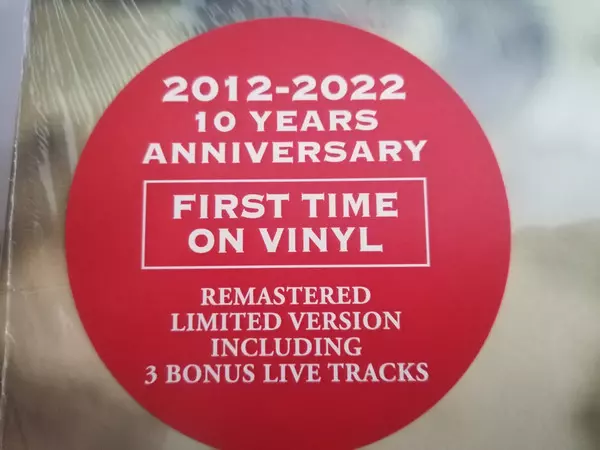 2012-2022
10 YEARS
ANNIVERSARY
FIRST TIME
ON VINYL
REMASTERED
LIMITED VERSION
INCLUDING
3 BONUS LIVE TRACKS